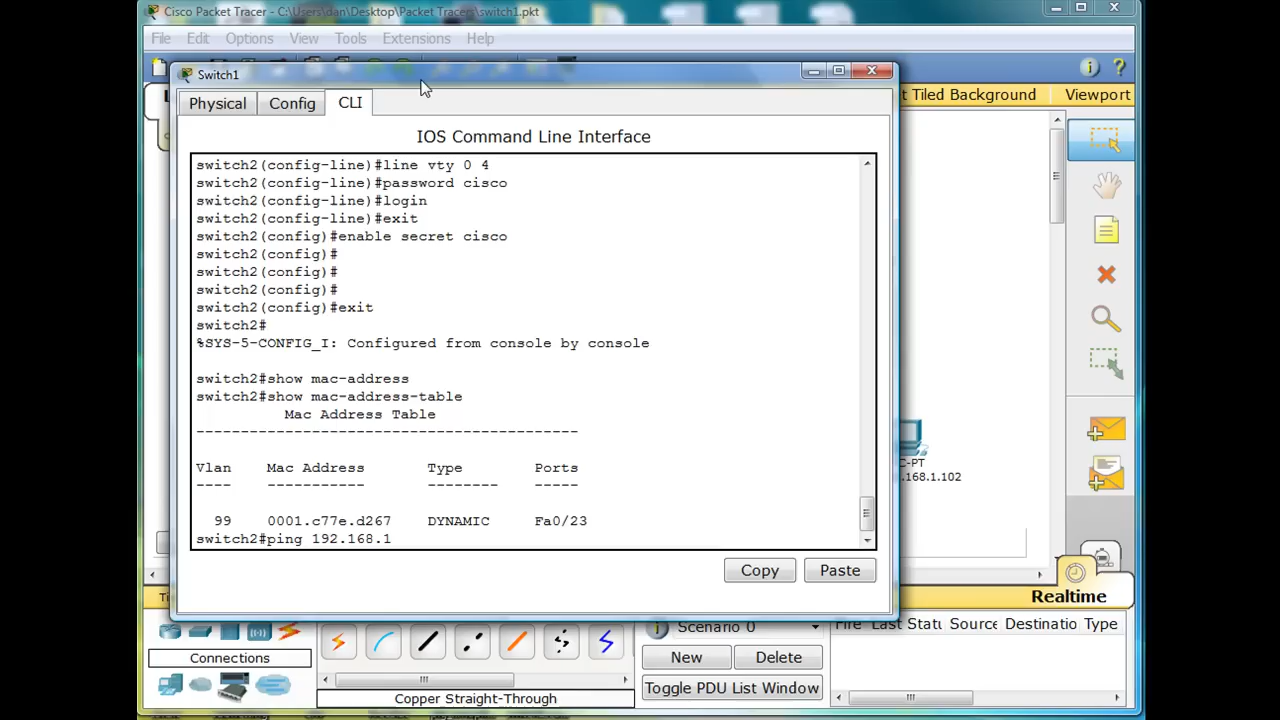 Cisco Packet Tracer - C:\Users\dan\Desktop\Packet Tracers\switch1.pkt
File Edit Options View Tools Extensions Help
Switch1
t Tiled Background Viewport
Physical Config CLI
IOS Command Line Interface
switch2(config-line)#line vty 0 4
switch2(config-line)#password cisco
switch2(config-line)#login
switch2(config-line)#exit
switch2(config)#enable secret cisco
switch2(config)#
switch2(config)#
switch2(config)#
switch2(config)#exit
switch2#
%SYS-5-CONFIG_I: Configured from console by console
switch2#show mac-address
switch2#show mac-address-table
Mac Address Table
-------------------------------------------
Vlan Mac Address Type Ports
---- ----------- -------- -----
99 0001.c77e.d267 DYNAMIC Fa0/23
switch2#ping 192.168.1
C-PT
.168.1.102
Copy Paste
Realtime
Scenario 0
Fire Last Statu Source Destinatio Type
Connections
New Delete
Toggle PDU List Window
Copper Straight-Through